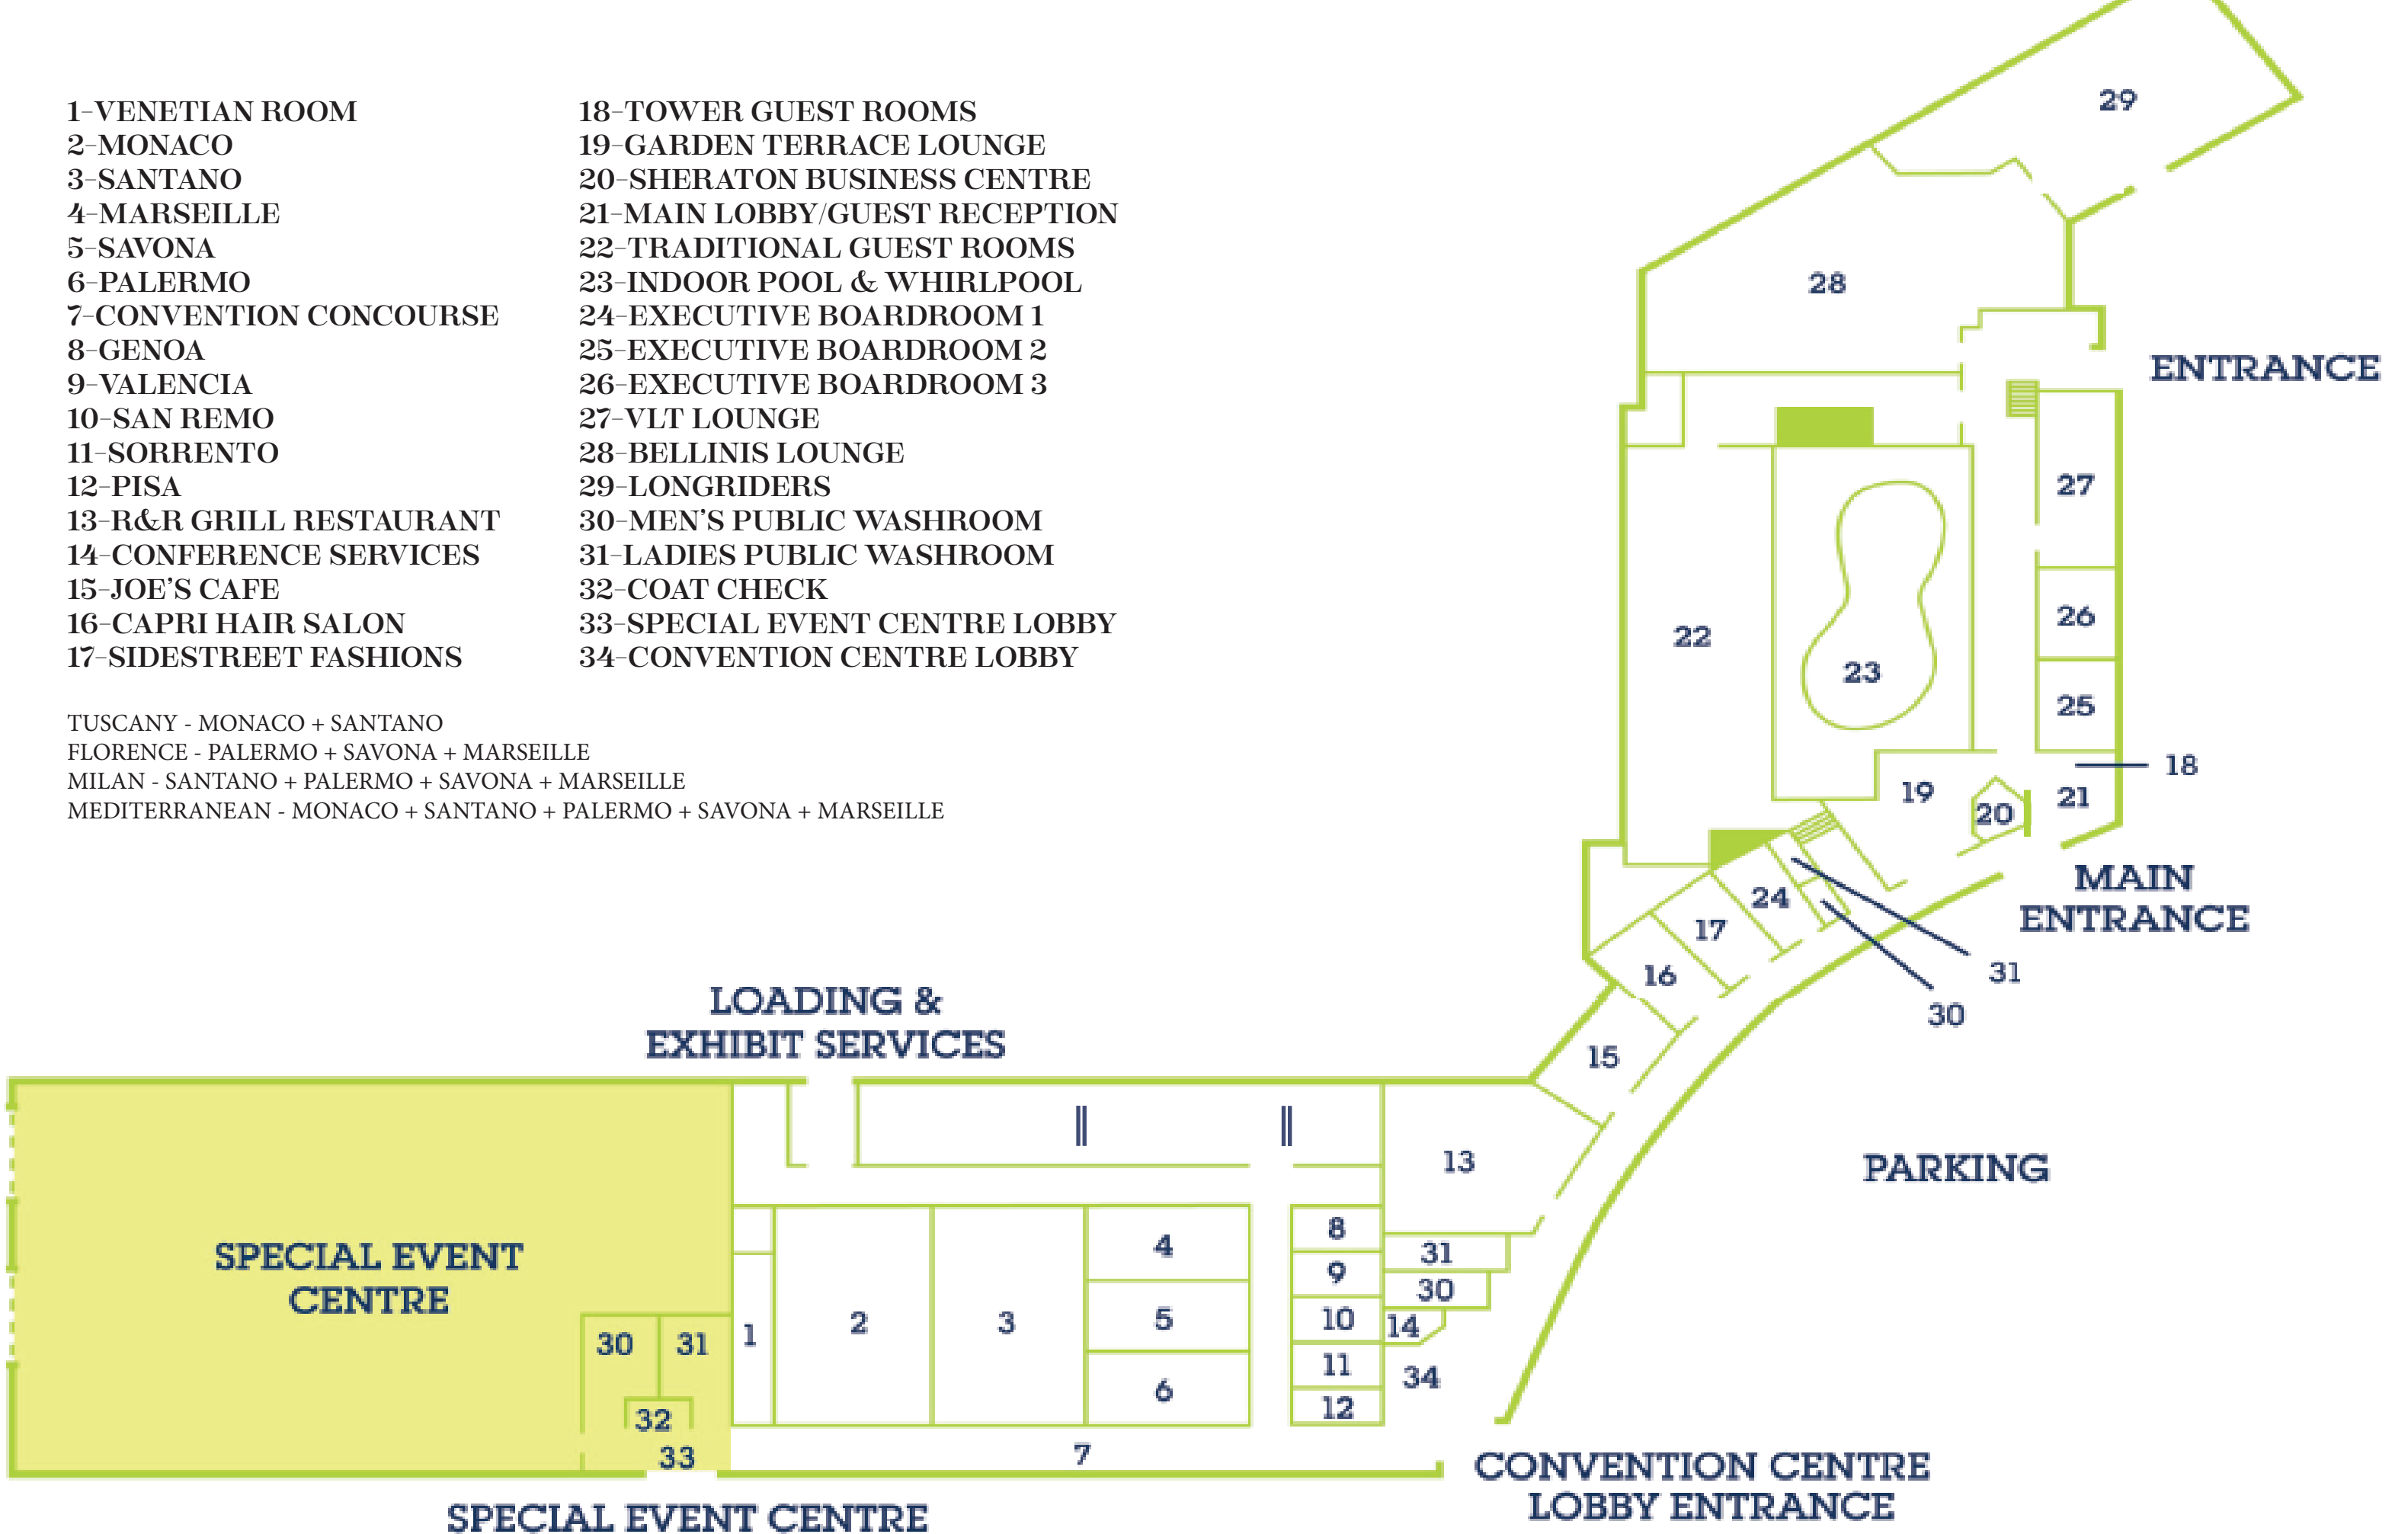 1-VENETIAN ROOM
2-MONACO
3-SANTANO
4-MARSEILLE
5-SAVONA
6-PALERMO
7-CONVENTION CONCOURSE
8-GENOA
9-VALENCIA
10-SAN REMO
11-SORRENTO
12-PISA
13-R&R GRILL RESTAURANT
14-CONFERENCE SERVICES
15-JOE’S CAFE
16-CAPRI HAIR SALON
17-SIDESTREET FASHIONS
18-TOWER GUEST ROOMS
19-GARDEN TERRACE LOUNGE
20-SHERATON BUSINESS CENTRE
21-MAIN LOBBY/GUEST RECEPTION
22-TRADITIONAL GUEST ROOMS
23-INDOOR POOL & WHIRLPOOL
24-EXECUTIVE BOARDROOM 1
25-EXECUTIVE BOARDROOM 2
26-EXECUTIVE BOARDROOM 3
27-VLT LOUNGE
28-BELLINIS LOUNGE
29-LONGRIDERS
30-MEN’S PUBLIC WASHROOM
31-LADIES PUBLIC WASHROOM
32-COAT CHECK
33-SPECIAL EVENT CENTRE LOBBY
34-CONVENTION CENTRE LOBBY
TUSCANY - MONACO + SANTANO
FLORENCE - PALERMO + SAVONA + MARSEILLE
MILAN - SANTANO + PALERMO + SAVONA + MARSEILLE
MEDITERRANEAN - MONACO + SANTANO + PALERMO + SAVONA + MARSEILLE
29
28
ENTRANCE
27
26
22
23
25
18
19
21
20
MAIN
ENTRANCE
24
17
16
31
30
15
LOADING &
EXHIBIT SERVICES
PARKING
13
SPECIAL EVENT
CENTRE
30
31
32
33
1
2
3
4
5
6
7
8
9
10
11
12
31
30
14
34
CONVENTION CENTRE
LOBBY ENTRANCE
SPECIAL EVENT CENTRE